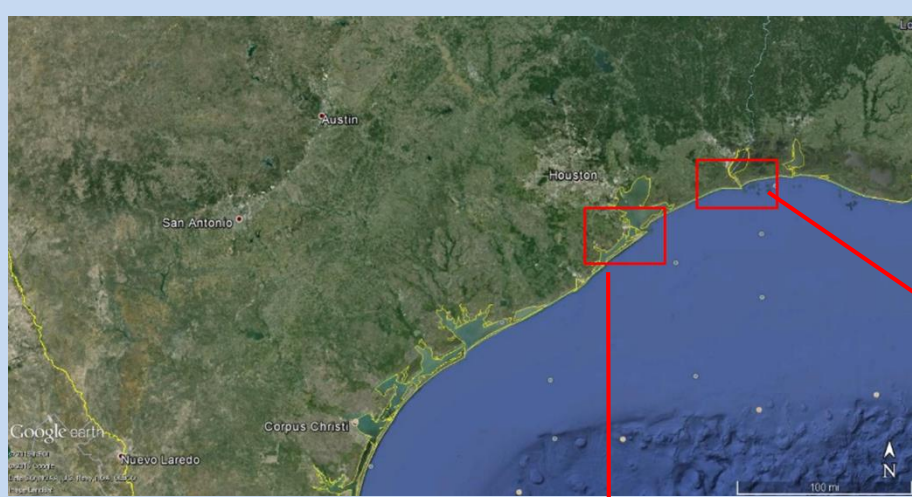 Austin
Houston
San Antonio
Corpus Christi
Google earth
Nuevo Laredo
N
100 mi